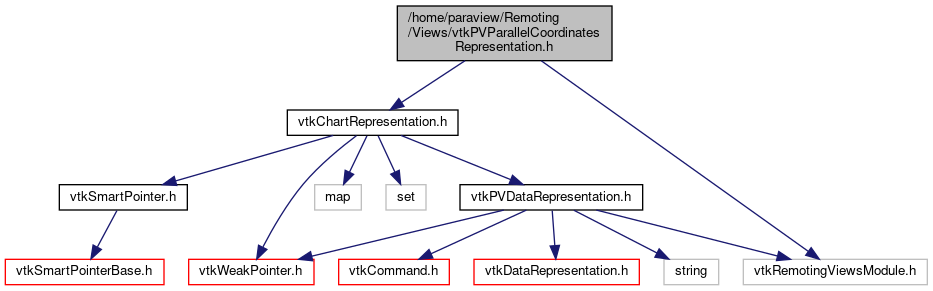 /home/paraview/Remoting
/Views/vtkPVParallelCoordinates
Representation.h
vtkChartRepresentation.h
vtkSmartPointer.h
map
set
vtkPVDataRepresentation.h
vtkSmartPointerBase.h
vtkWeakPointer.h
vtkCommand.h
vtkDataRepresentation.h
string
vtkRemotingViewsModule.h